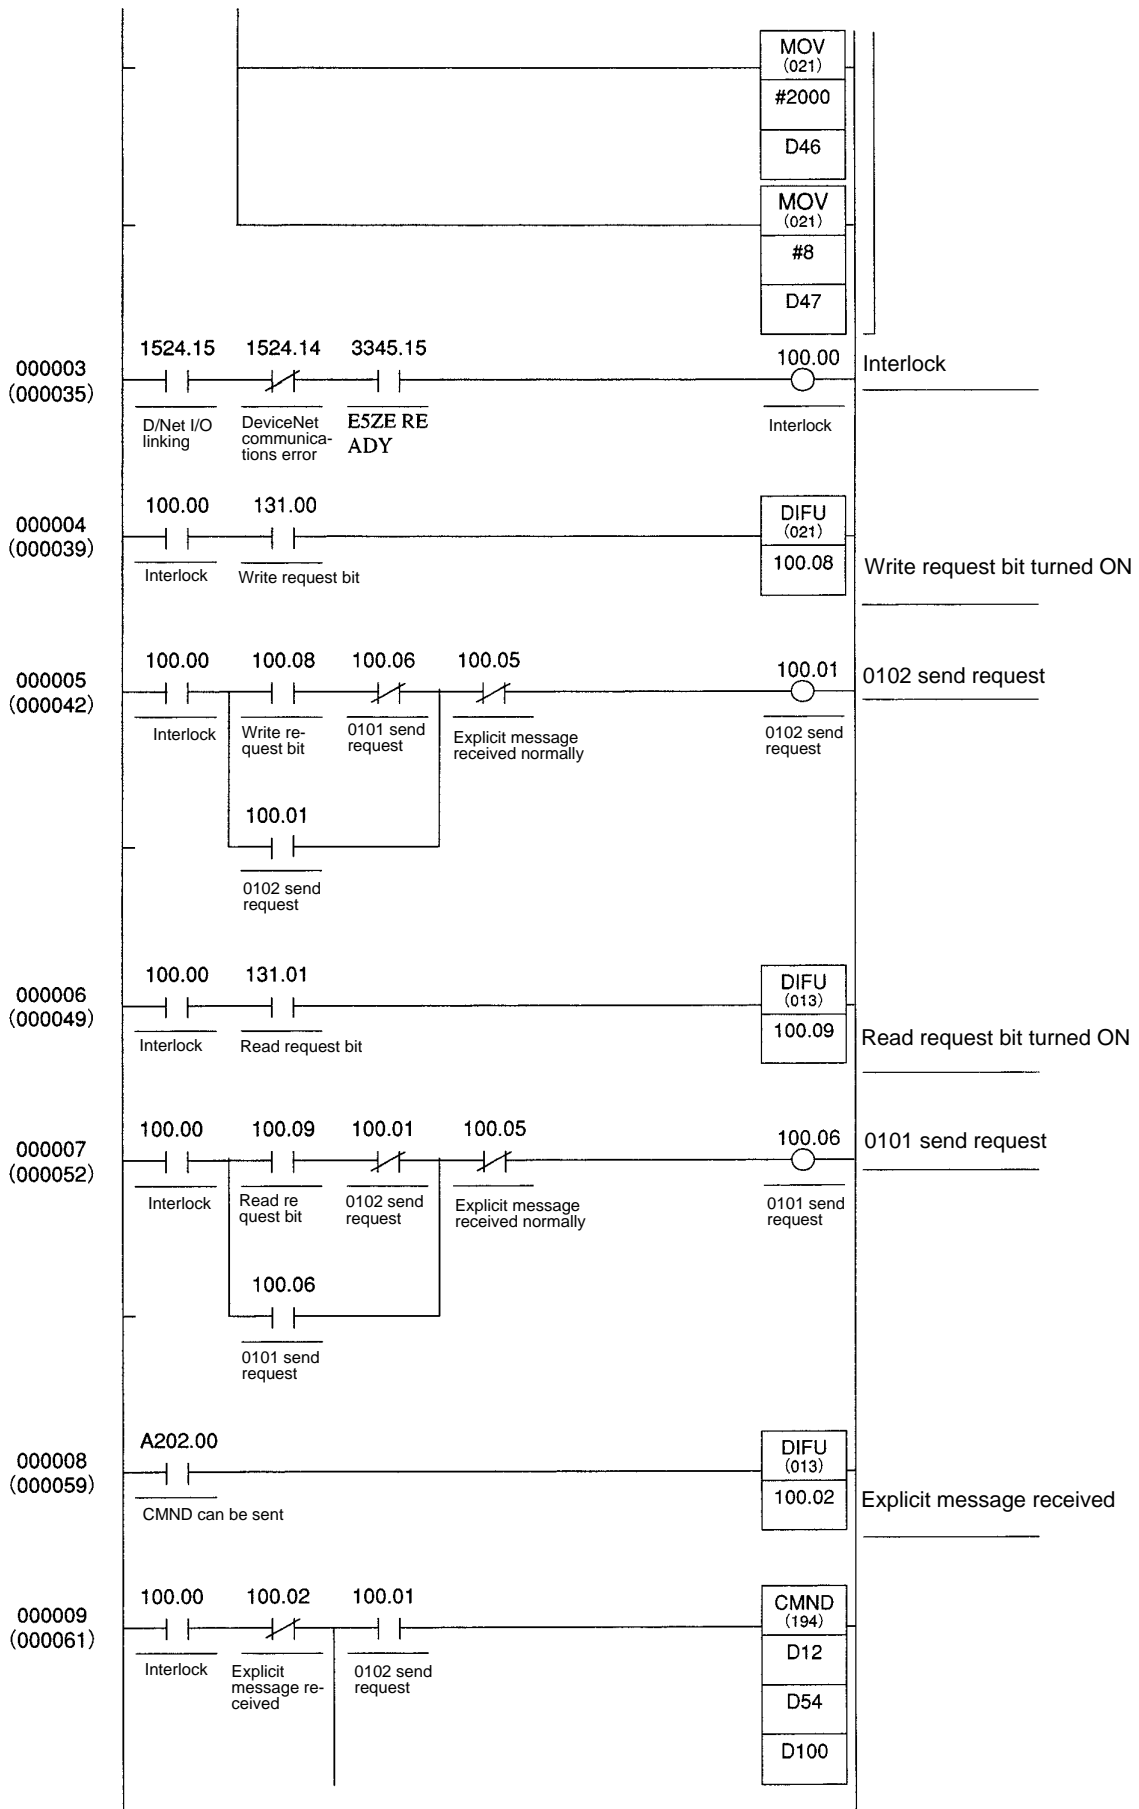 MOV
(021)
#2000
D46
MOV
(021)
#8
D47
000003
(000035)
1524.15 1524.14 3345.15 100.00 Interlock
D/Net I/O
linking
DeviceNet
communica-
tions error
E5ZE RE
ADY
Interlock
000004
(000039)
100.00 131.00
DIFU
(021)
100.08
Interlock Write request bit
Write request bit turned ON
000005
(000042)
100.00 100.08 100.06 100.05 100.01 0102 send request
Interlock
Write re-
quest bit
0101 send
request
Explicit message
received normally
0102 send
request
100.01
0102 send
request
000006
(000049)
100.00 131.01
DIFU
(013)
100.09
Interlock Read request bit
Read request bit turned ON
000007
(000052)
100.00 100.09 100.01 100.05 100.06 0101 send request
Interlock
Read re
quest bit
0102 send
request
Explicit message
received normally
0101 send
request
100.06
0101 send
request
000008
(000059)
A202.00
DIFU
(013)
100.02
CMND can be sent
Explicit message received
000009
(000061)
100.00 100.02 100.01
CMND
(194)
D12
D54
D100
Interlock
Explicit
message re-
ceived
0102 send
request